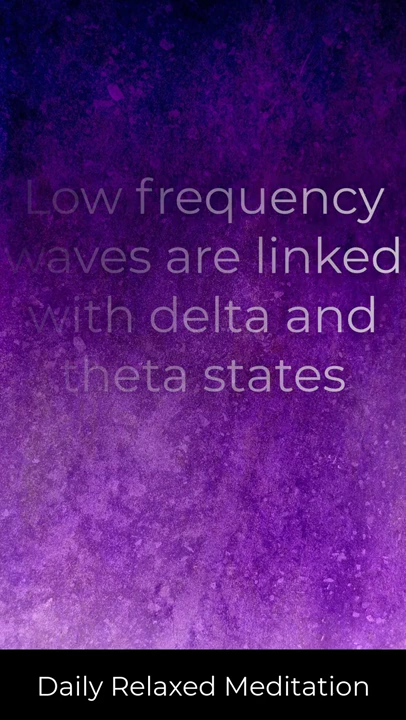 Low frequency
waves are linked
with delta and
theta states
Daily Relaxed Meditation